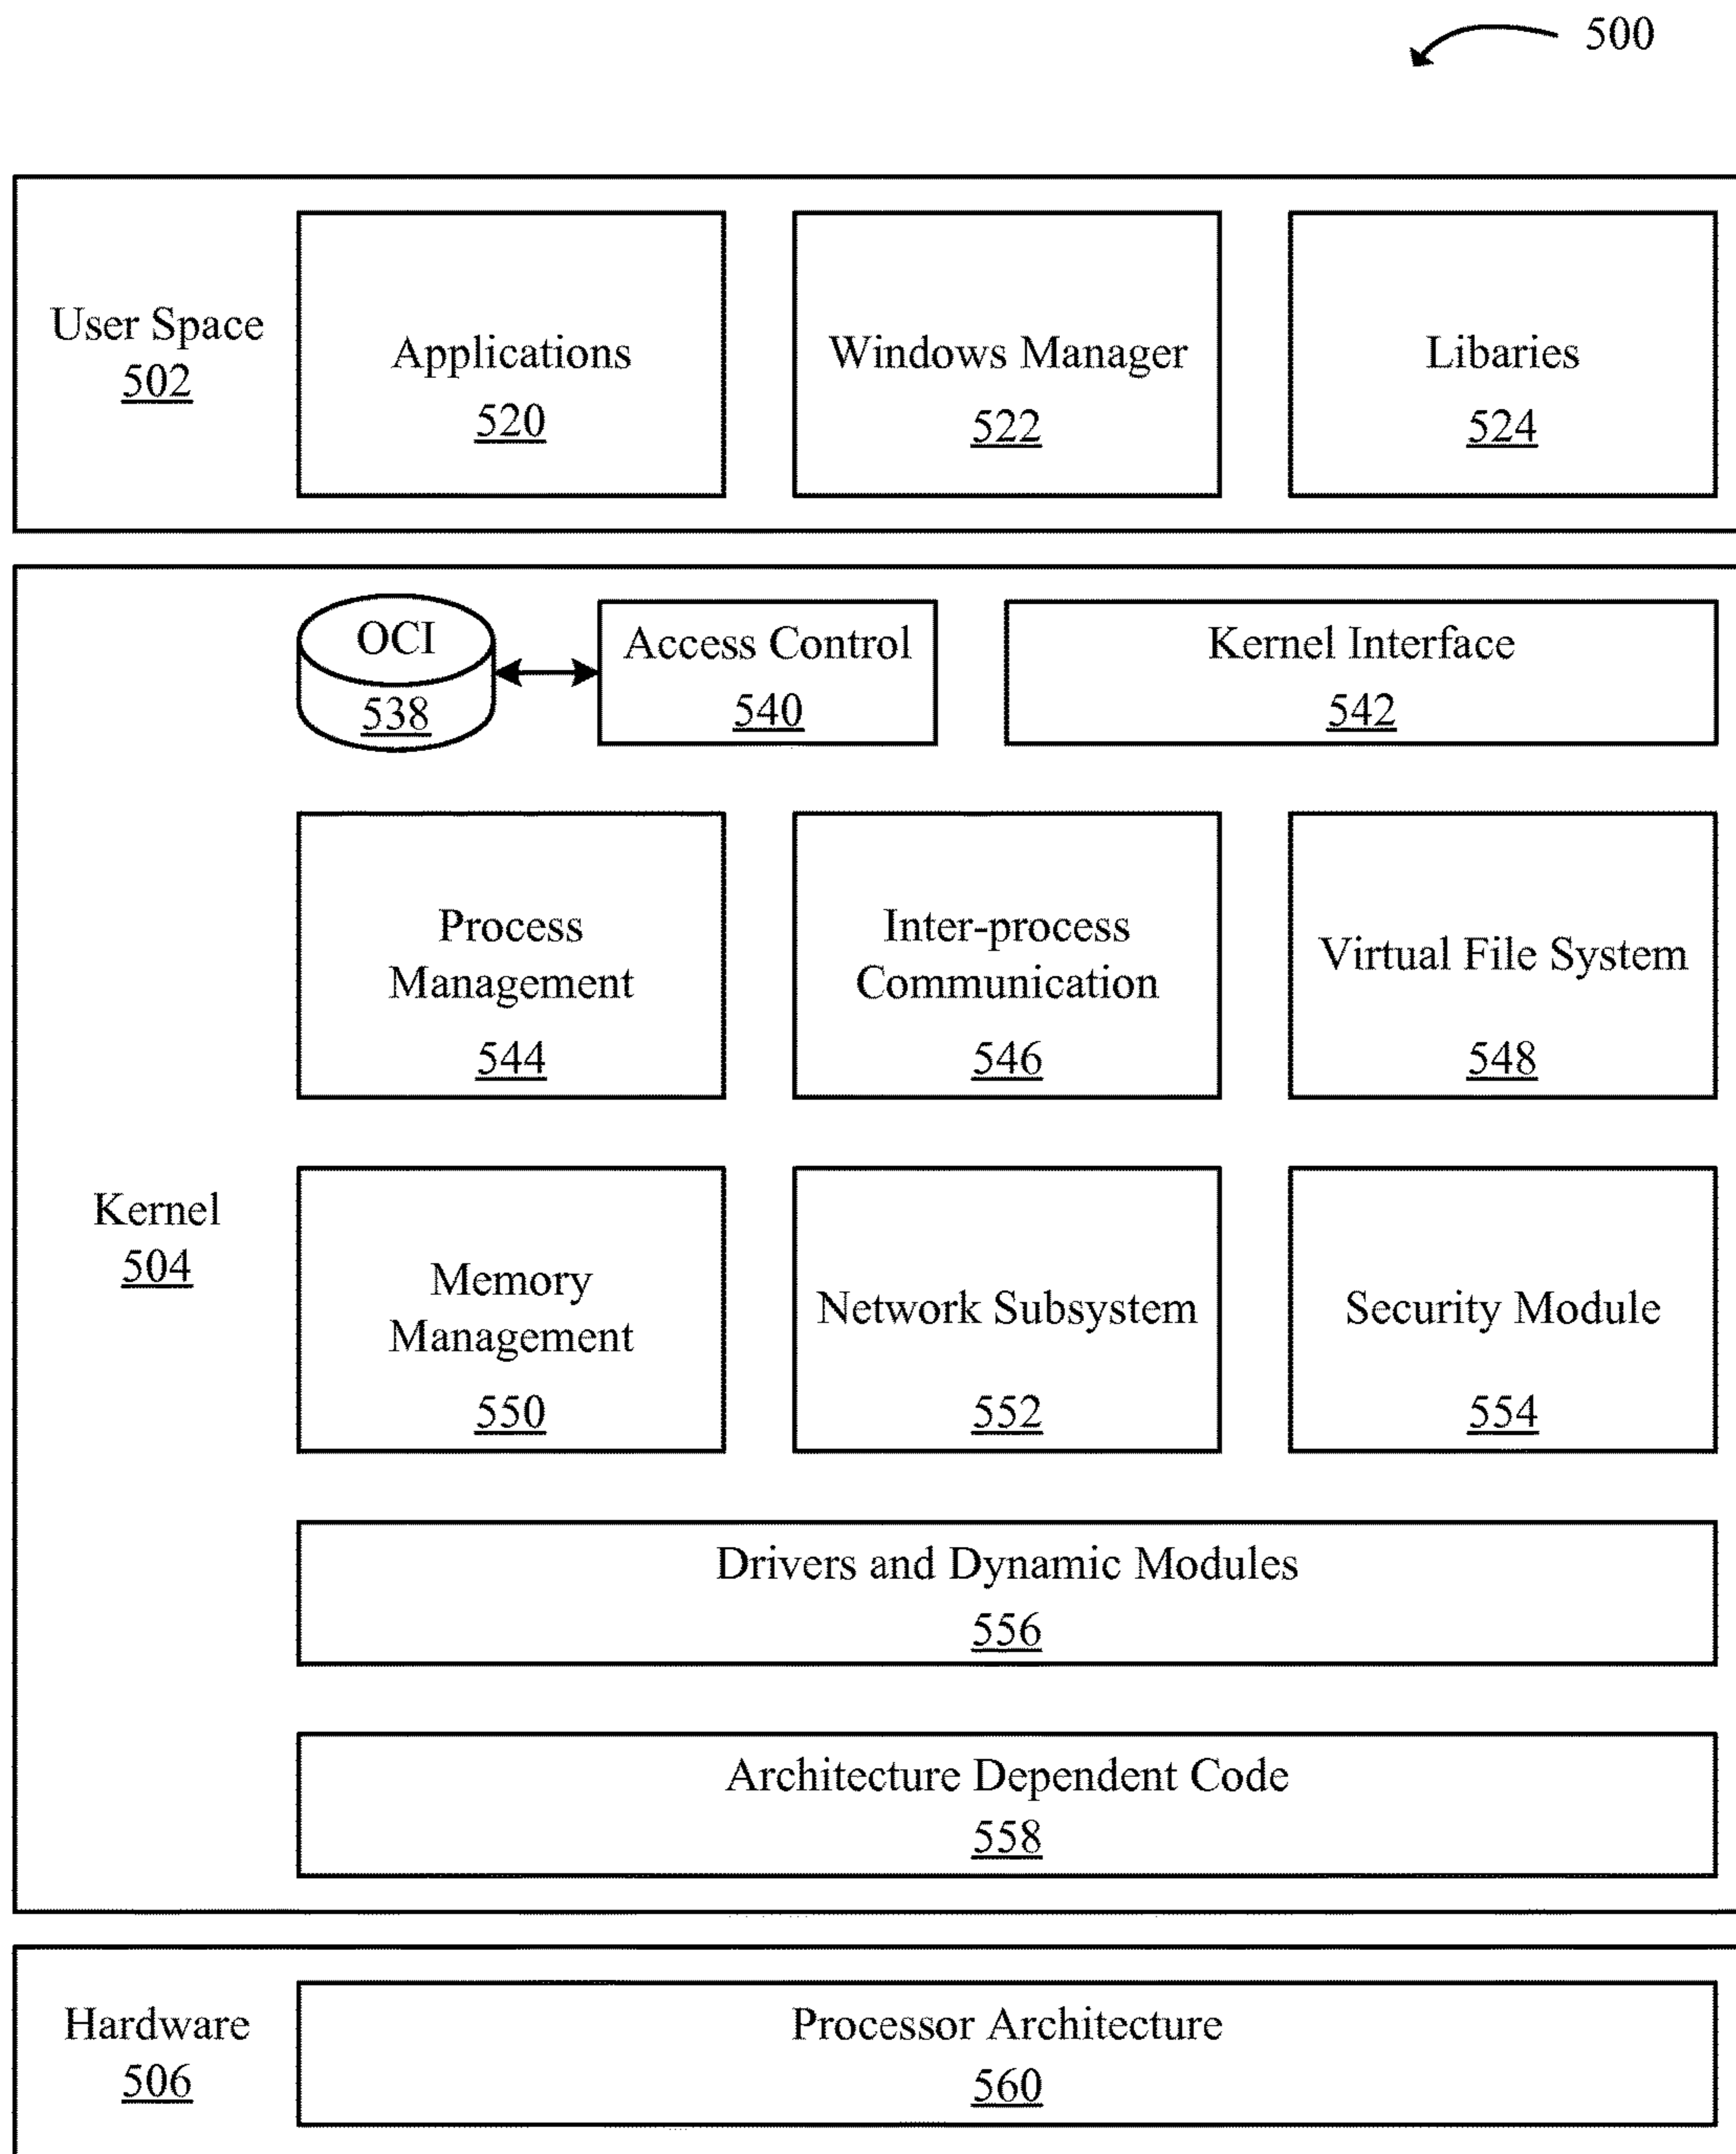 500
User Space
502
Applications
520
Windows Manager
522
Libaries
524
OCI
538
Access Control
540
Kernel Interface
542
Kernel
504
Process
Management
544
Inter-process
Communication
546
Virtual File System
548
Memory
Management
550
Network Subsystem
552
Security Module
554
Drivers and Dynamic Modules
556
Architecture Dependent Code
558
Hardware
506
Processor Architecture
560